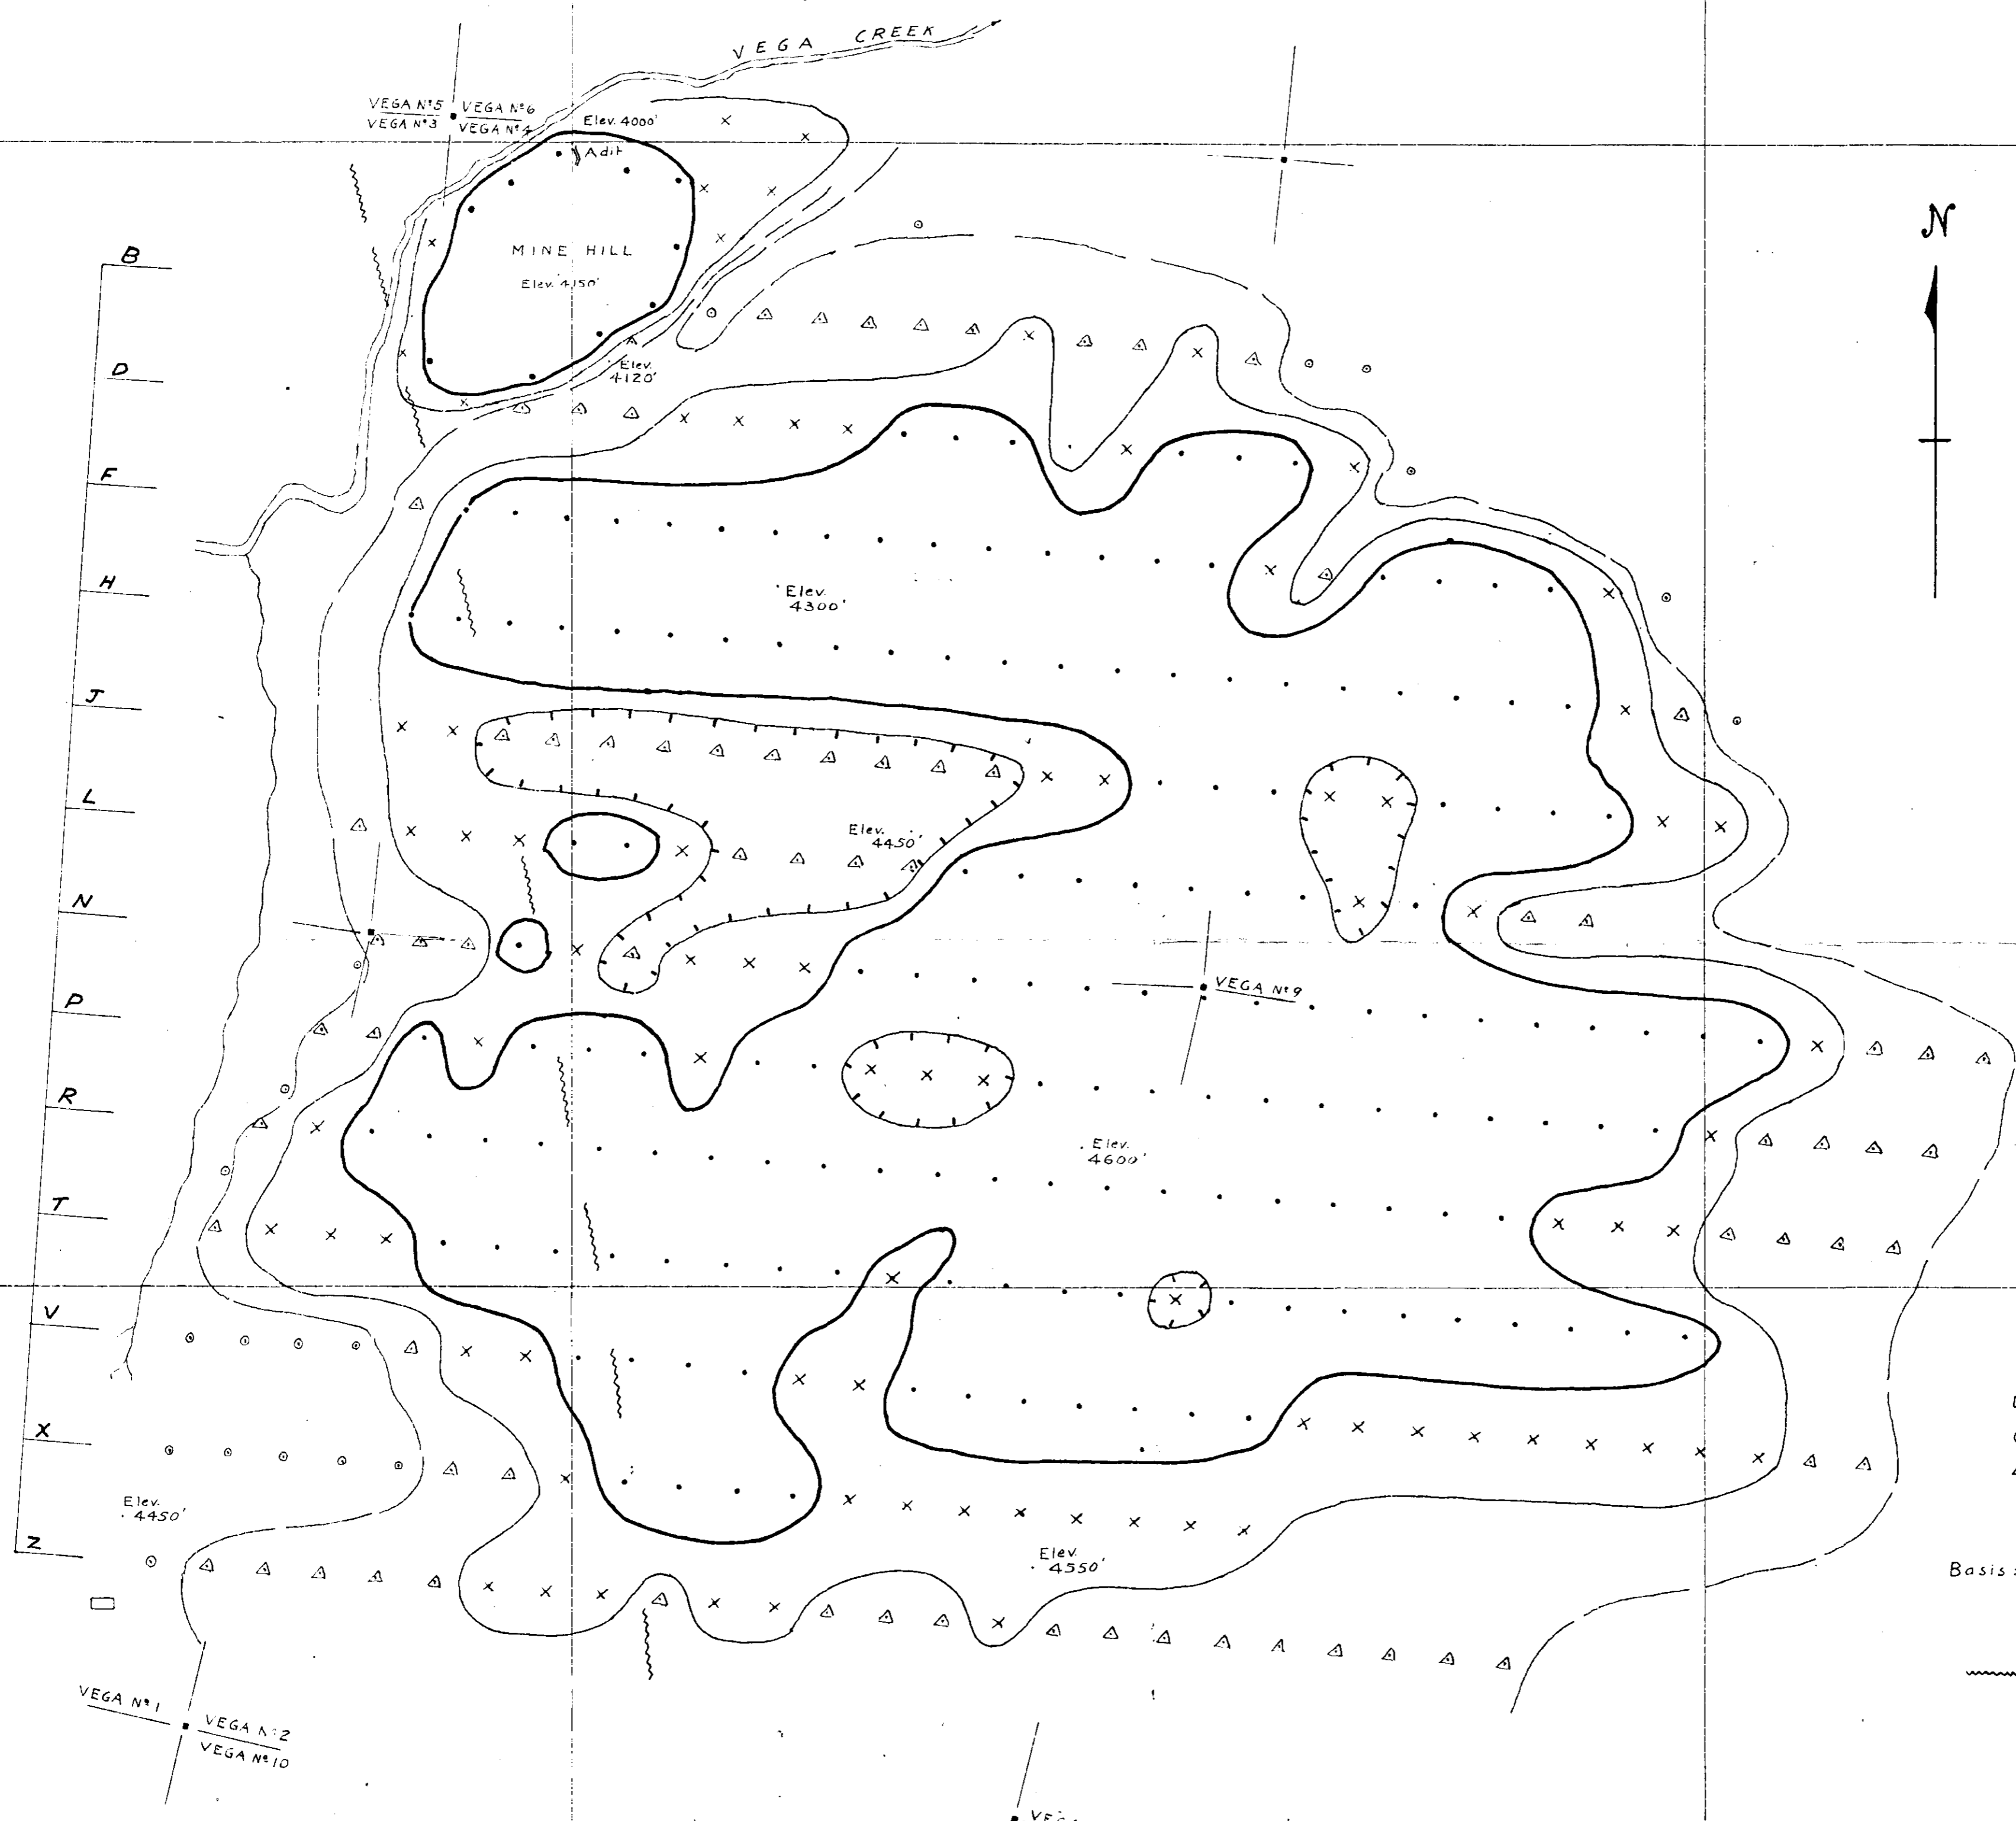 VEGA CREEK
VEGA Nº5 VEGA Nº6
VEGA Nº3 VEGA Nº4
Elev. 4000'
Adit
N
B
MINE HILL
Elev. 4150'
D
Elev.
4120'
F
H
Elev.
4300'
J
L
Elev.
4450'
N
P
VEGA Nº9
R
Elev.
4600'
T
V
X
Elev.
4450'
Z
Elev.
4550'
Basis:
VEGA Nº1
VEGA Nº2
VEGA Nº10